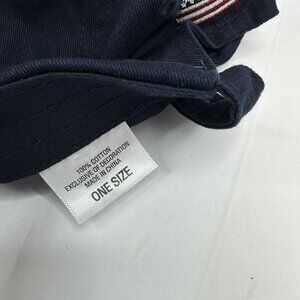 100% COTTON
EXCLUSIVE OF DECORATION
MADE IN CHINA
ONE SIZE